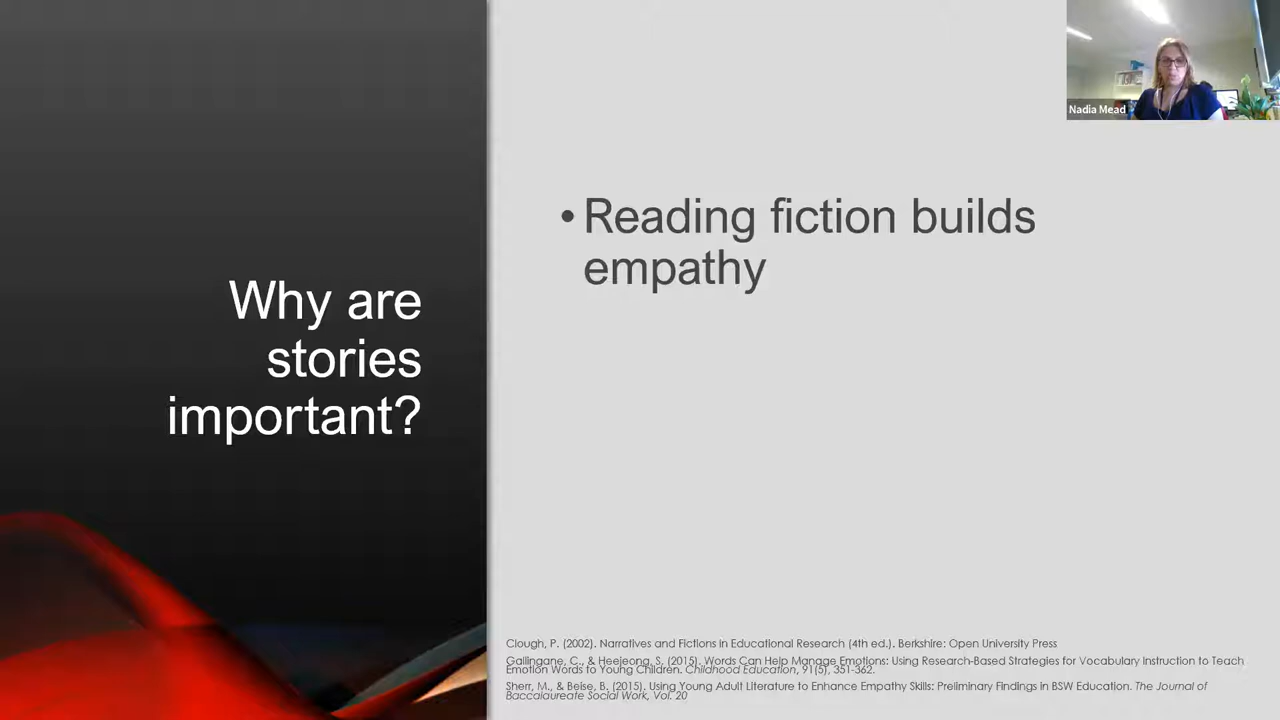 Why are
stories
important?
• Reading fiction builds
empathy
Nadia Mead
Clough, P. (2002). Narratives and Fictions in Educational Research (4th ed.). Berkshire: Open University Press
Gallingane, C., & Heejeong, S. (2015). Words Can Help Manage Emotions: Using Research-Based Strategies for Vocabulary Instruction to Teach
Emotion Words to Young Children. Childhood Education, 91(5), 351-362.
Sherr, M., & Beise, B. (2015). Using Young Adult Literature to Enhance Empathy Skills: Preliminary Findings in BSW Education. The Journal of
Baccalaureate Social Work, Vol. 20